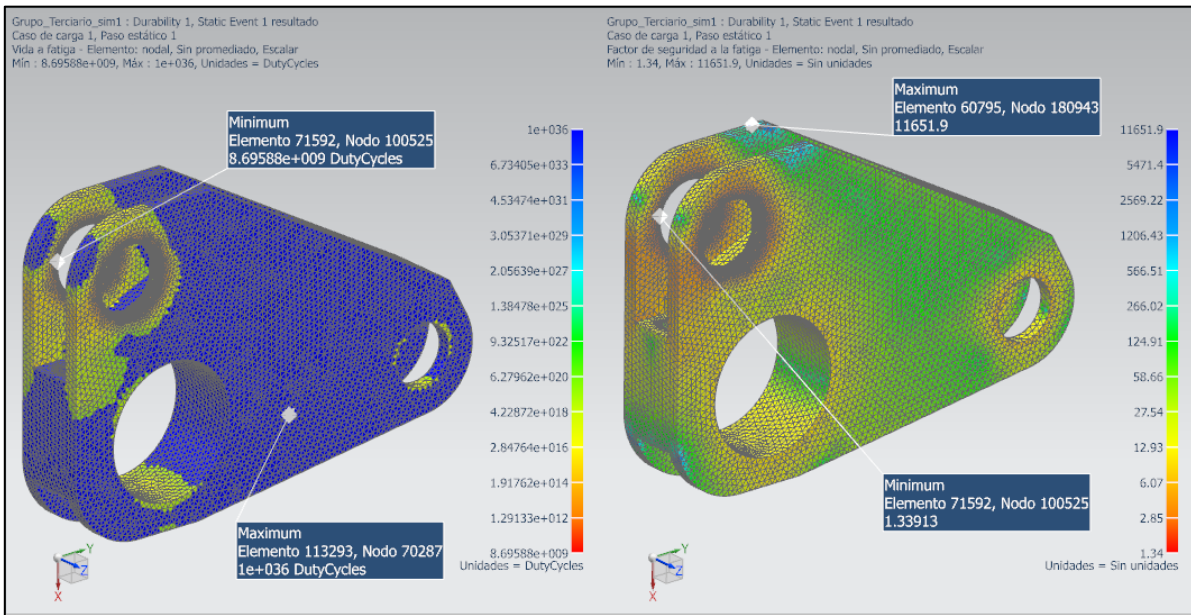 Grupo_Terciario_sim1 : Durability 1, Static Event 1 resultado
Caso de carga 1, Paso estático 1
Vida a fatiga - Elemento: nodal, Sin promediado, Escalar
Mín : 8.69588e+009, Máx : 1e+036, Unidades = DutyCycles
Minimum
Elemento 71592, Nodo 100525
8.69588e+009 DutyCycles
1e+036
6.73405e+033
4.53474e+031
3.05371e+029
2.05639e+027
1.38478e+025
9.32517e+022
6.27962e+020
4.22872e+018
2.84764e+016
1.91762e+014
1.29133e+012
8.69588e+009
Unidades = DutyCycles
Maximum
Elemento 113293, Nodo 70287
1e+036 DutyCycles
Y
Z
X
Grupo_Terciario_sim1 : Durability 1, Static Event 1 resultado
Caso de carga 1, Paso estático 1
Factor de seguridad a la fatiga - Elemento: nodal, Sin promediado, Escalar
Mín : 1.34, Máx : 11651.9, Unidades = Sin unidades
Maximum
Elemento 60795, Nodo 180943
11651.9
11651.9
5471.4
2569.22
1206.43
566.51
266.02
124.91
58.66
27.54
12.93
6.07
2.85
1.34
Unidades = Sin unidades
Minimum
Elemento 71592, Nodo 100525
1.33913
Y
Z
X